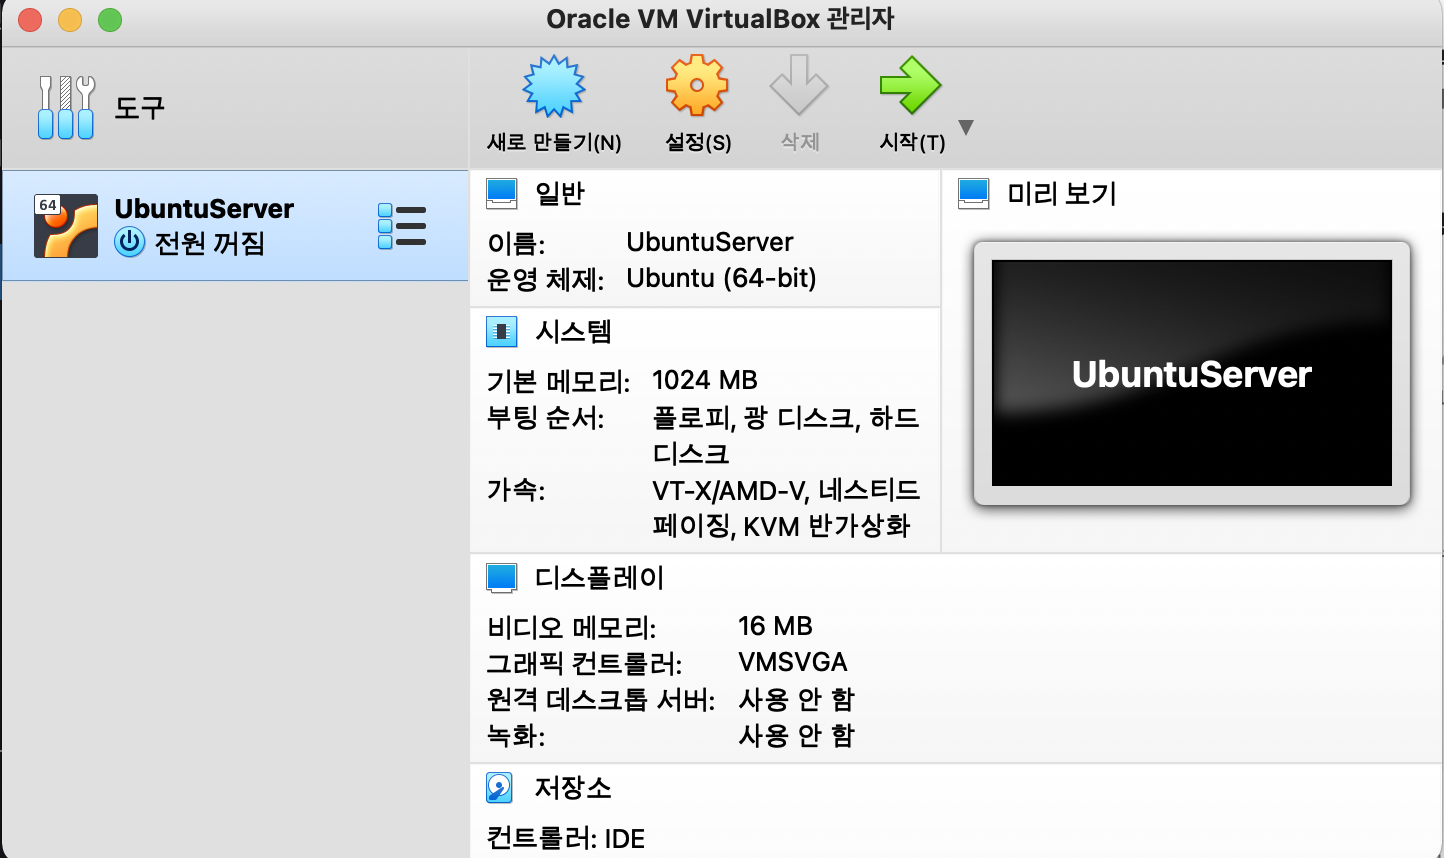 Oracle VM VirtualBox 관리자
도구
새로 만들기(N)
설정(S)
삭제
시작(T)
64
UbuntuServer
전원 꺼짐
일반
이름: UbuntuServer
운영 체제: Ubuntu (64-bit)
시스템
기본 메모리: 1024 MB
부팅 순서: 플로피, 광 디스크, 하드
디스크
가속: VT-X/AMD-V, 네스티드
페이징, KVM 반가상화
미리 보기
UbuntuServer
디스플레이
비디오 메모리: 16 MB
그래픽 컨트롤러: VMSVGA
원격 데스크톱 서버: 사용 안 함
녹화: 사용 안 함
저장소
컨트롤러: IDE